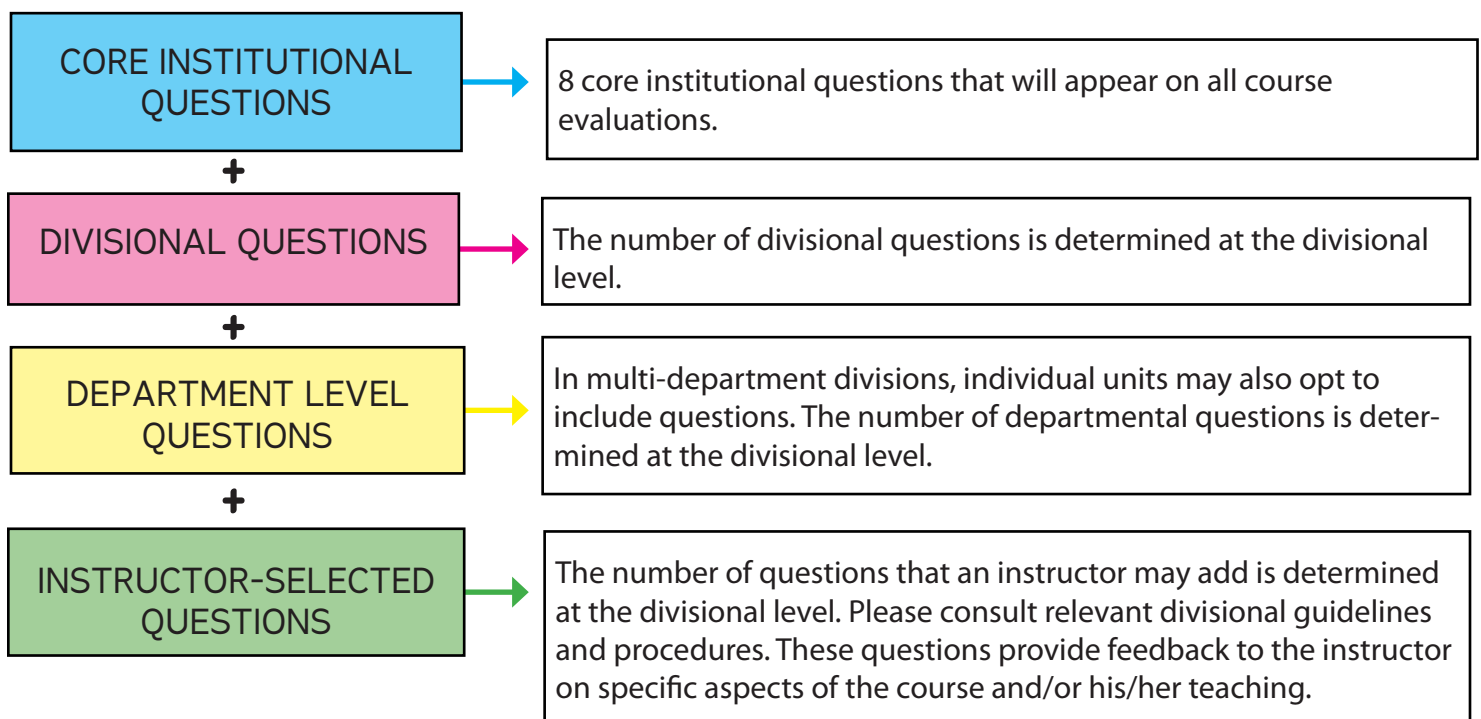 CORE INSTITUTIONAL
QUESTIONS
8 core institutional questions that will appear on all course
evaluations.
+
DIVISIONAL QUESTIONS
The number of divisional questions is determined at the divisional
level.
+
DEPARTMENT LEVEL
QUESTIONS
In multi-department divisions, individual units may also opt to
include questions. The number of departmental questions is deter-
mined at the divisional level.
+
INSTRUCTOR-SELECTED
QUESTIONS
The number of questions that an instructor may add is determined
at the divisional level. Please consult relevant divisional guidelines
and procedures. These questions provide feedback to the instructor
on specific aspects of the course and/or his/her teaching.